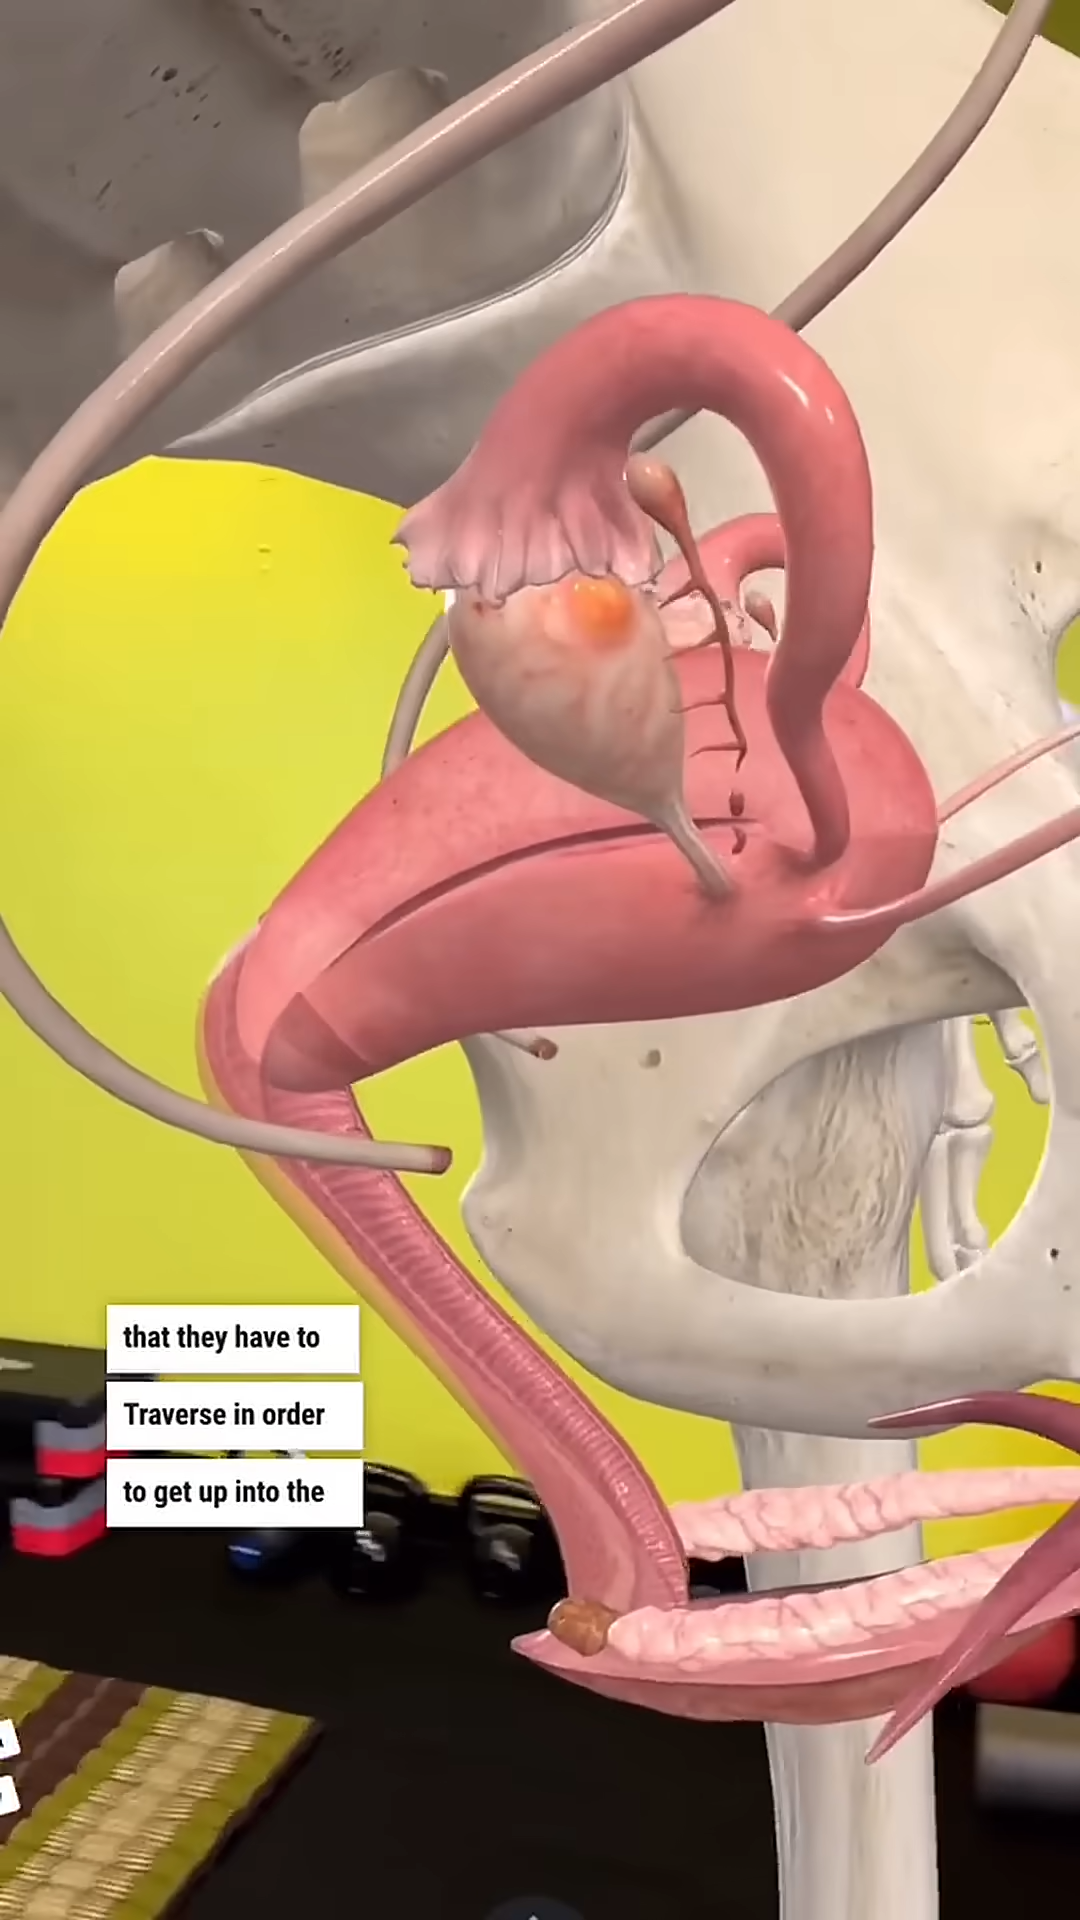 that they have to
Traverse in order
to get up into the